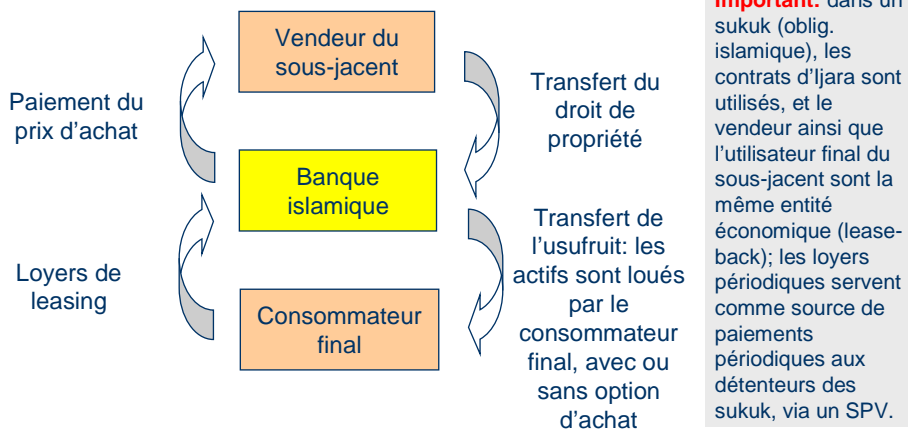 Vendeur du
sous-jacent
Paiement du
prix d'achat
Transfert du
droit de
propriété
Banque
islamique
Loyers de
leasing
Transfert de
l'usufruit: les
actifs sont loués
par le
consommateur
final, avec ou
sans option
d'achat
Consommateur
final
Important: dans un
sukuk (oblig.
islamique), les
contrats d'Ijara sont
utilisés, et le
vendeur ainsi que
l'utilisateur final du
sous-jacent sont la
même entité
économique (lease-
back); les loyers
périodiques servent
comme source de
paiements
périodiques aux
détenteurs des
sukuk, via un SPV.